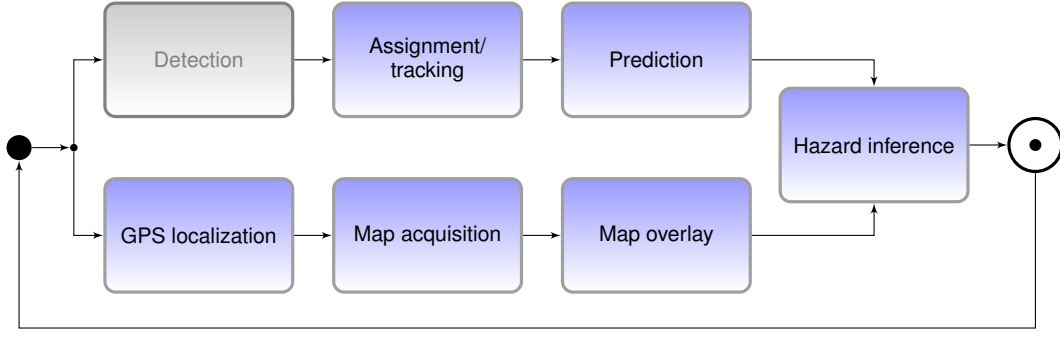 Detection
Assignment/
tracking
Prediction
Hazard inference
GPS localization
Map acquisition
Map overlay